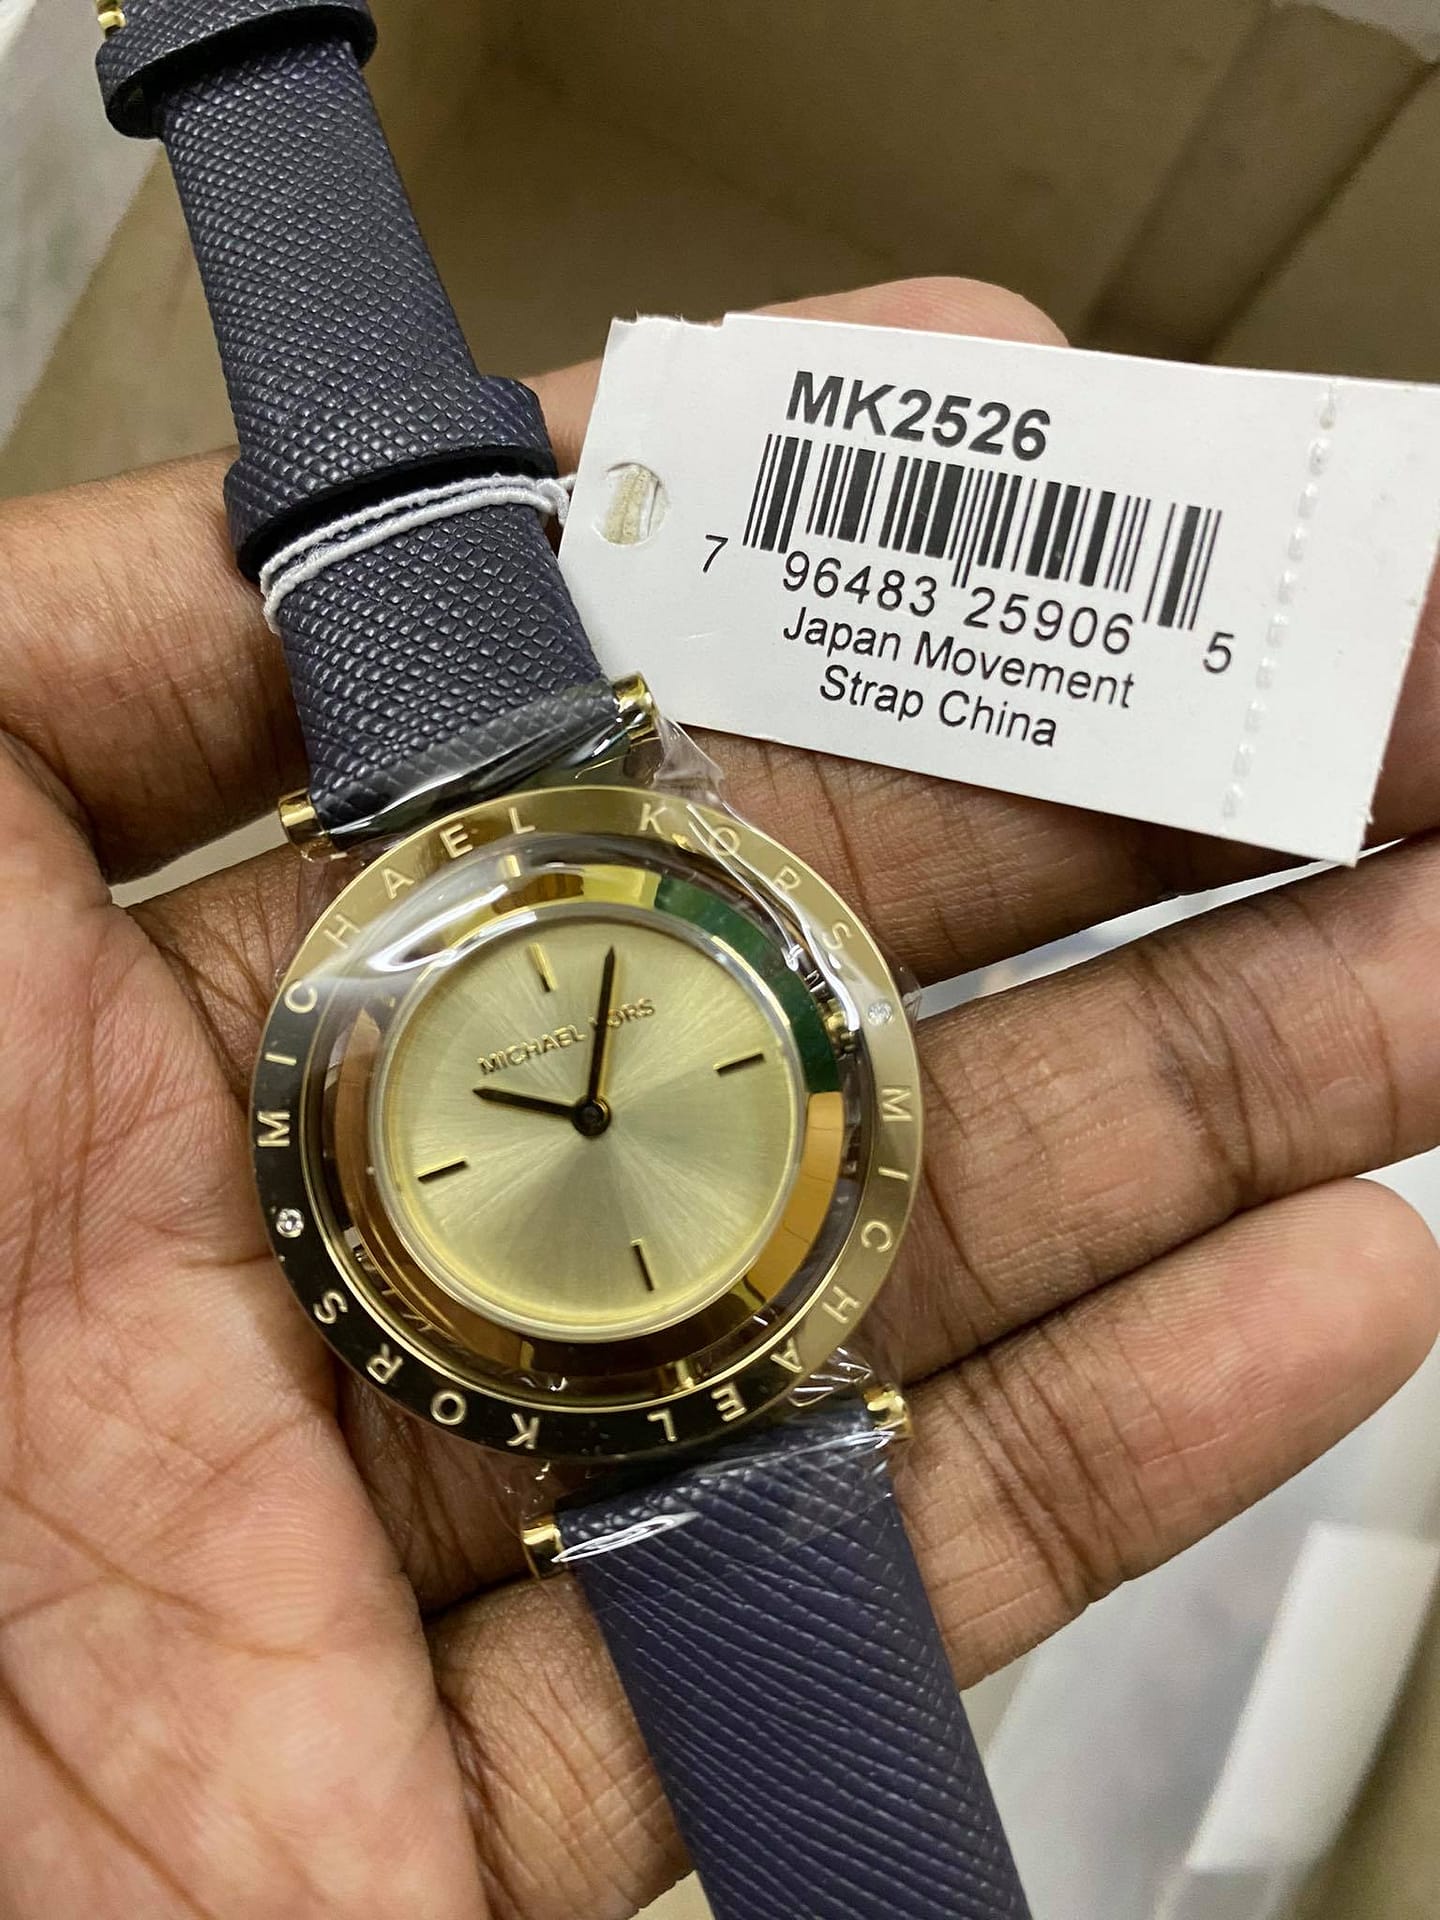 MK2526
7 96483 25906 5
Japan Movement
Strap China
MICHAEL KORS
MICHAEL KORS
MICHAEL KORS